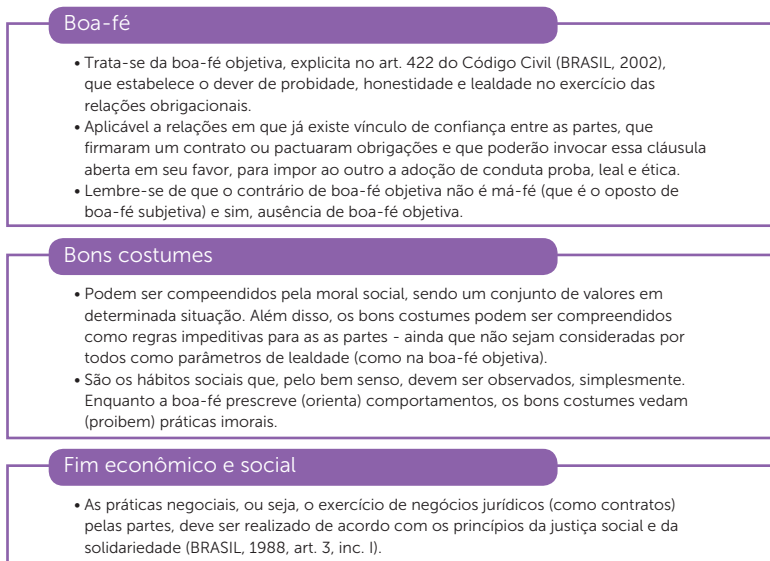 Boa-fé
• Trata-se da boa-fé objetiva, explicita no art. 422 do Código Civil (BRASIL, 2002),
que estabelece o dever de probidade, honestidade e lealdade no exercício das
relações obrigacionais.
• Aplicável a relações em que já existe vínculo de confiança entre as partes, que
firmaram um contrato ou pactuaram obrigações e que poderão invocar essa cláusula
aberta em seu favor, para impor ao outro a adoção de conduta proba, leal e ética.
• Lembre-se de que o contrário de boa-fé objetiva não é má-fé (que é o oposto de
boa-fé subjetiva) e sim, ausência de boa-fé objetiva.
Bons costumes
• Podem ser compeendidos pela moral social, sendo um conjunto de valores em
determinada situação. Além disso, os bons costumes podem ser compreendidos
como regras impeditivas para as as partes - ainda que não sejam consideradas por
todos como parâmetros de lealdade (como na boa-fé objetiva).
• São os hábitos sociais que, pelo bem senso, devem ser observados, simplesmente.
Enquanto a boa-fé prescreve (orienta) comportamentos, os bons costumes vedam
(proibem) práticas imorais.
Fim econômico e social
• As práticas negociais, ou seja, o exercício de negócios jurídicos (como contratos)
pelas partes, deve ser realizado de acordo com os princípios da justiça social e da
solidariedade (BRASIL, 1988, art. 3, inc. I).